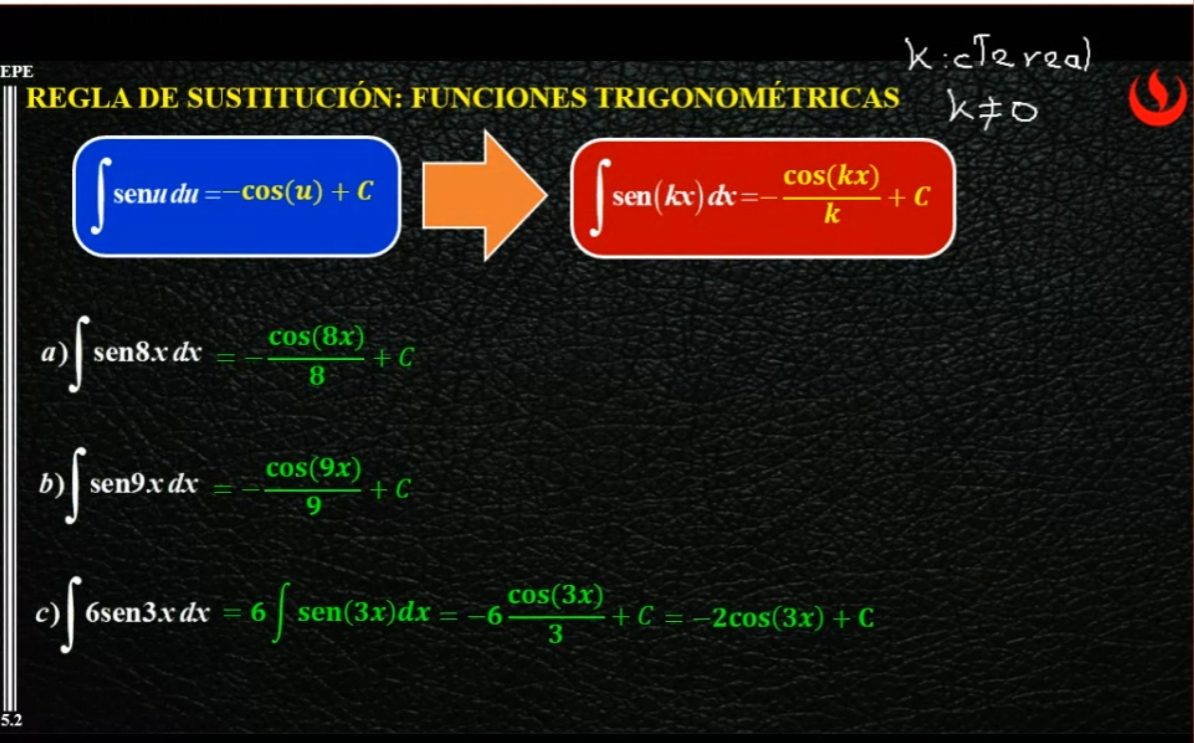 k: cte real
EPE
REGLA DE SUSTITUCIÓN: FUNCIONES TRIGONOMÉTRICAS
k≠0
∫ senu du = −cos(u) + C
∫ sen(kx) dx = − cos(kx)/k + C
a) ∫ sen8x dx = − cos(8x)/8 + C
b) ∫ sen9x dx = − cos(9x)/9 + C
c) ∫ 6sen3x dx = 6 ∫ sen(3x)dx = −6 cos(3x)/3 + C = −2cos(3x) + C
5.2